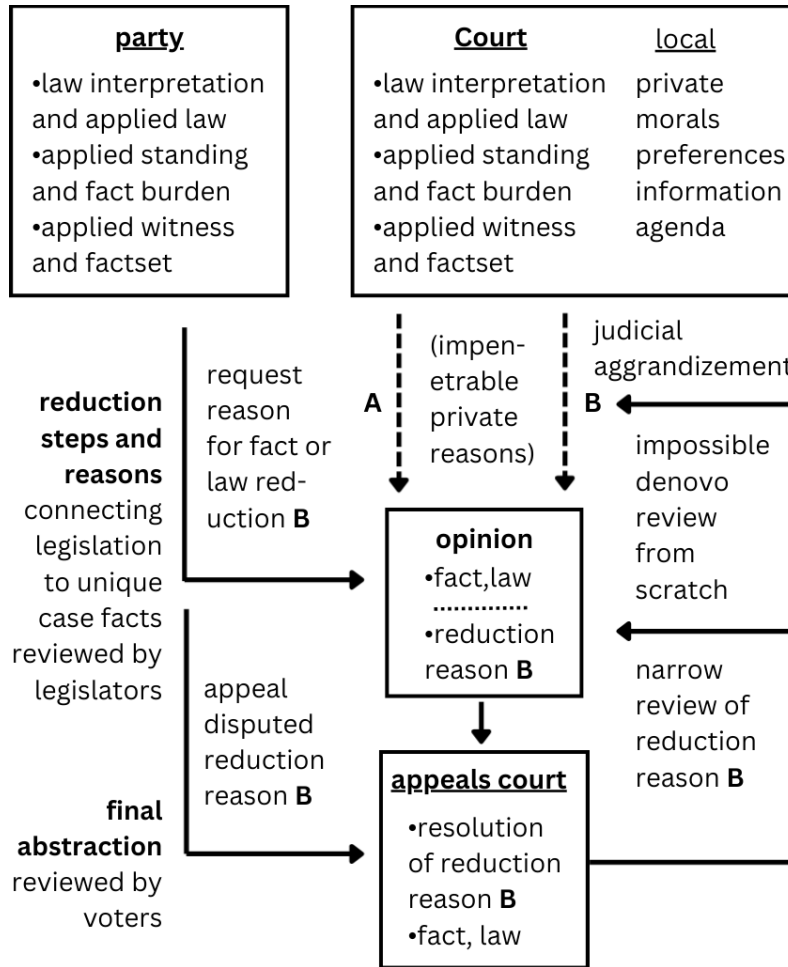 party
•law interpretation
and applied law
•applied standing
and fact burden
•applied witness
and factset
Court
•law interpretation
and applied law
•applied standing
and fact burden
•applied witness
and factset
local
private
morals
preferences
information
agenda
reduction
steps and
reasons
connecting
legislation
to unique
case facts
reviewed by
legislators
request
reason
for fact or
law red-
uction B
A
(impen-
etrable
private
reasons)
B
judicial
aggrandizement
impossible
denovo
review
from
scratch
opinion
•fact,law
..............
•reduction
reason B
narrow
review of
reduction
reason B
appeal
disputed
reduction
reason B
final
abstraction
reviewed by
voters
appeals court
•resolution
of reduction
reason B
•fact, law